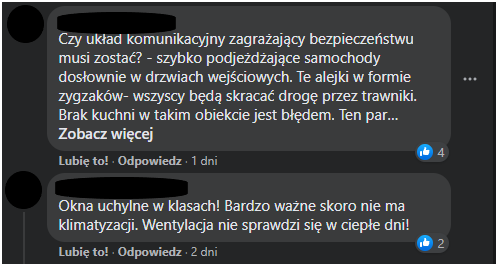 Czy układ komunikacyjny zagrażający bezpieczeństwu
musi zostać? - szybko podjeżdżające samochody
dosłownie w drzwiach wejściowych. Te alejki w formie
zygzaków- wszyscy będą skracać drogę przez trawniki.
Brak kuchni w takim obiekcie jest błędem. Ten par...
Zobacz więcej
4
Lubię to! · Odpowiedz · 1 dni
Okna uchylne w klasach! Bardzo ważne skoro nie ma
klimatyzacji. Wentylacja nie sprawdzi się w ciepłe dni!
2
Lubię to! · Odpowiedz · 2 dni